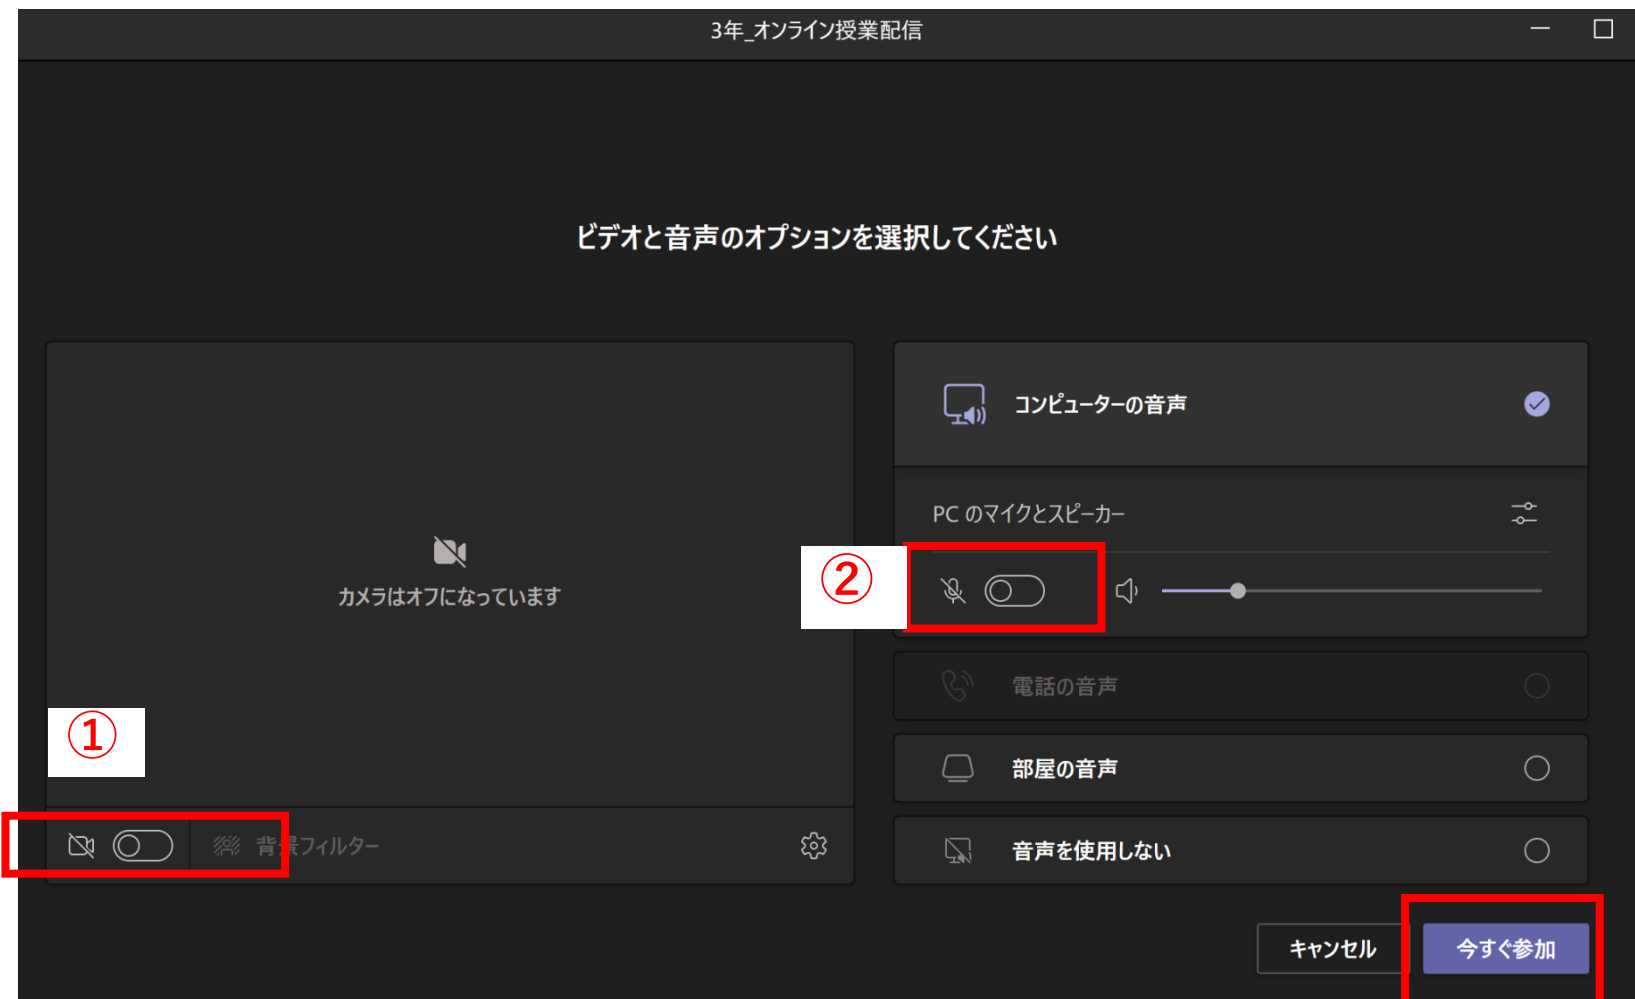 3年_オンライン授業配信
ビデオと音声のオプションを選択してください
カメラはオフになっています
①
背景フィルター
コンピューターの音声
PC のマイクとスピーカー
②
電話の音声
部屋の音声
音声を使用しない
キャンセル
今すぐ参加